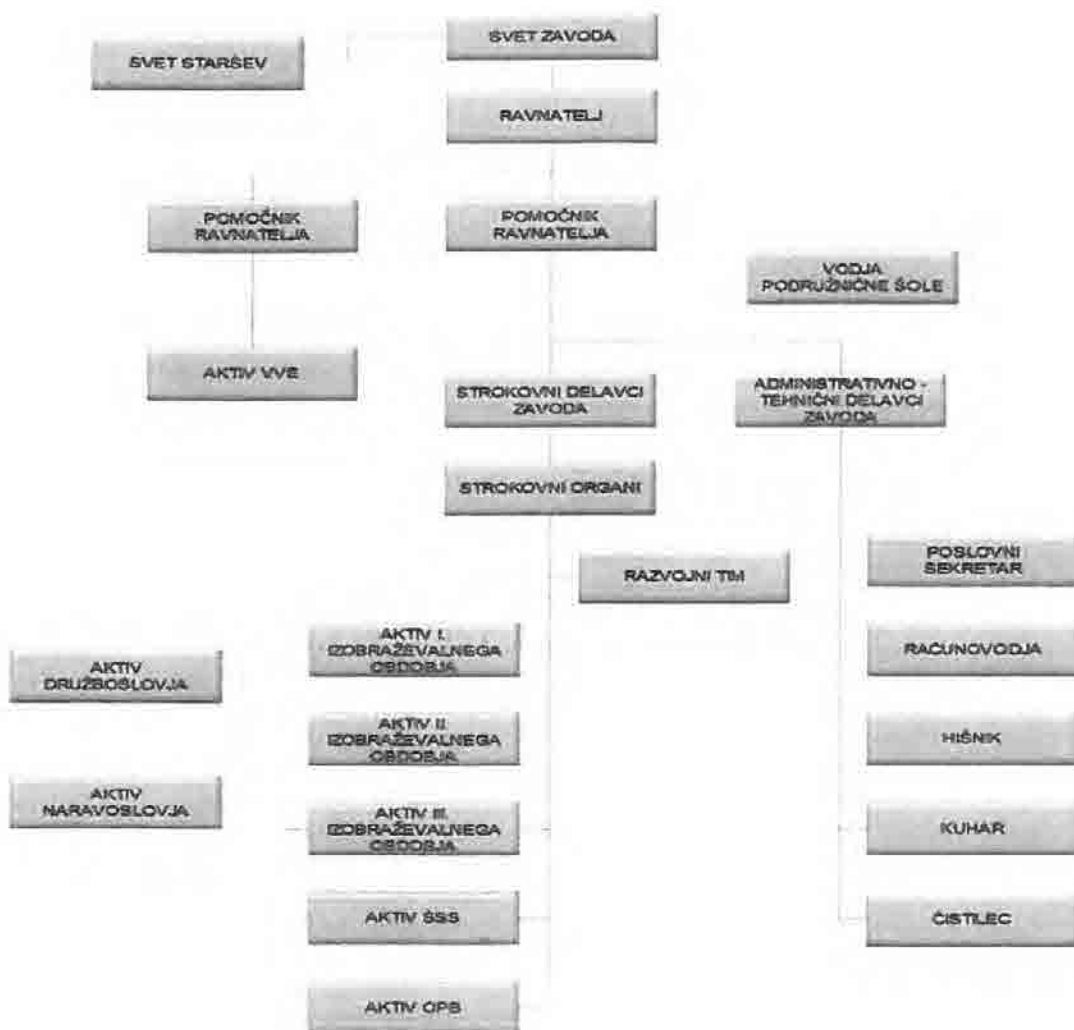 SVET ZAVODA
SVET STARŠEV
RAVNATELJ
POMOČNIK
RAVNATELJA
POMOČNIK
RAVNATELJA
VODJA
PODRUŽNIČNE ŠOLE
AKTIV VVE
STROKOVNI DELAVCI
ZAVODA
ADMINISTRATIVNO -
TEHNIČNI DELAVCI
ZAVODA
STROKOVNI ORGANI
RAZVOJNI TIM
POSLOVNI
SEKRETAR
AKTIV I.
IZOBRAŽEVALNEGA
OBDOBJA
RAČUNOVODJA
AKTIV
DRUŽBOSLOVJA
AKTIV II.
IZOBRAŽEVALNEGA
OBDOBJA
HIŠNIK
AKTIV
NARAVOSLOVJA
AKTIV III.
IZOBRAŽEVALNEGA
OBDOBJA
KUHAR
AKTIV ŠSS
ČISTILEC
AKTIV OPB